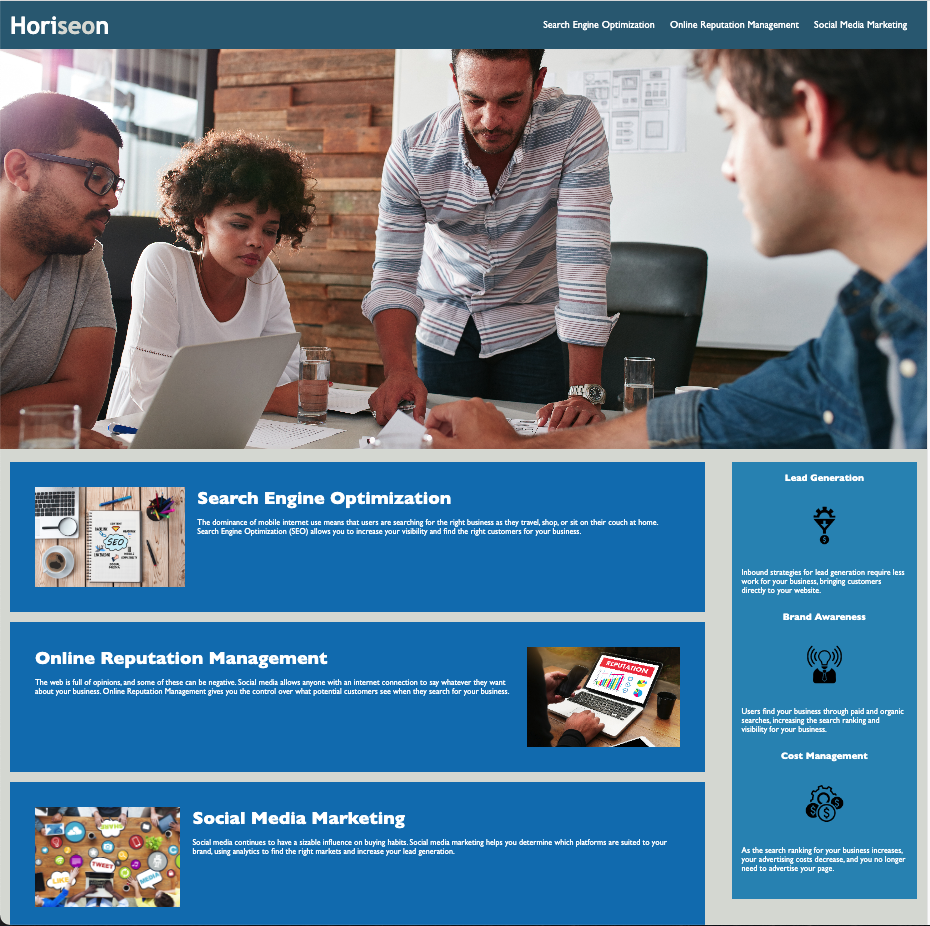 Horiseon
Search Engine Optimization
Online Reputation Management
Social Media Marketing
Search Engine Optimization
The dominance of mobile internet use means that users are searching for the right business as they travel, shop, or sit on their couch at home.
Search Engine Optimization (SEO) allows you to increase your visibility and find the right customers for your business.
SEO
Online Reputation Management
The web is full of opinions, and some of these can be negative. Social media allows anyone with an internet connection to say whatever they want
about your business. Online Reputation Management gives you the control over what potential customers see when they search for your business.
REPUTATION
Social Media Marketing
Social media continues to have a sizable influence on buying habits. Social media marketing helps you determine which platforms are suited to your
brand, using analytics to find the right markets and increase your lead generation.
TWEET
LIKE
MEDIA
Lead Generation
Inbound strategies for lead generation require less
work for your business, bringing customers
directly to your website.
Brand Awareness
Users find your business through paid and organic
searches, increasing the search ranking and
visibility for your business.
Cost Management
As the search ranking for your business increases,
your advertising costs decrease, and you no longer
need to advertise your page.